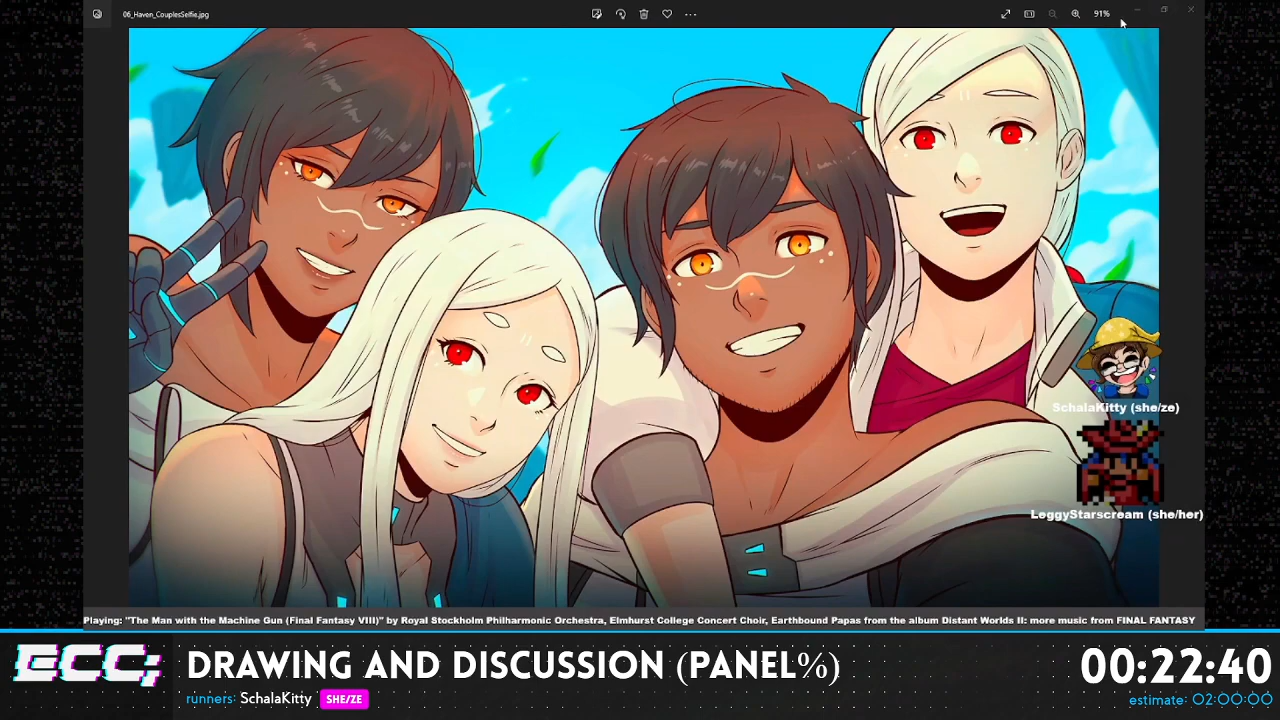 06_Haven_CouplesSelfie.jpg
91%
SchalaKitty (she/ze)
LeggyStarscream (she/her)
Playing: "The Man with the Machine Gun (Final Fantasy VIII)" by Royal Stockholm Philharmonic Orchestra, Elmhurst College Concert Choir, Earthbound Papas from the album Distant Worlds II: more music from FINAL FANTASY
ECC;
DRAWING AND DISCUSSION (PANEL%)
00:22:40
runners: SchalaKitty SHE/ZE
estimate: 02:00:00